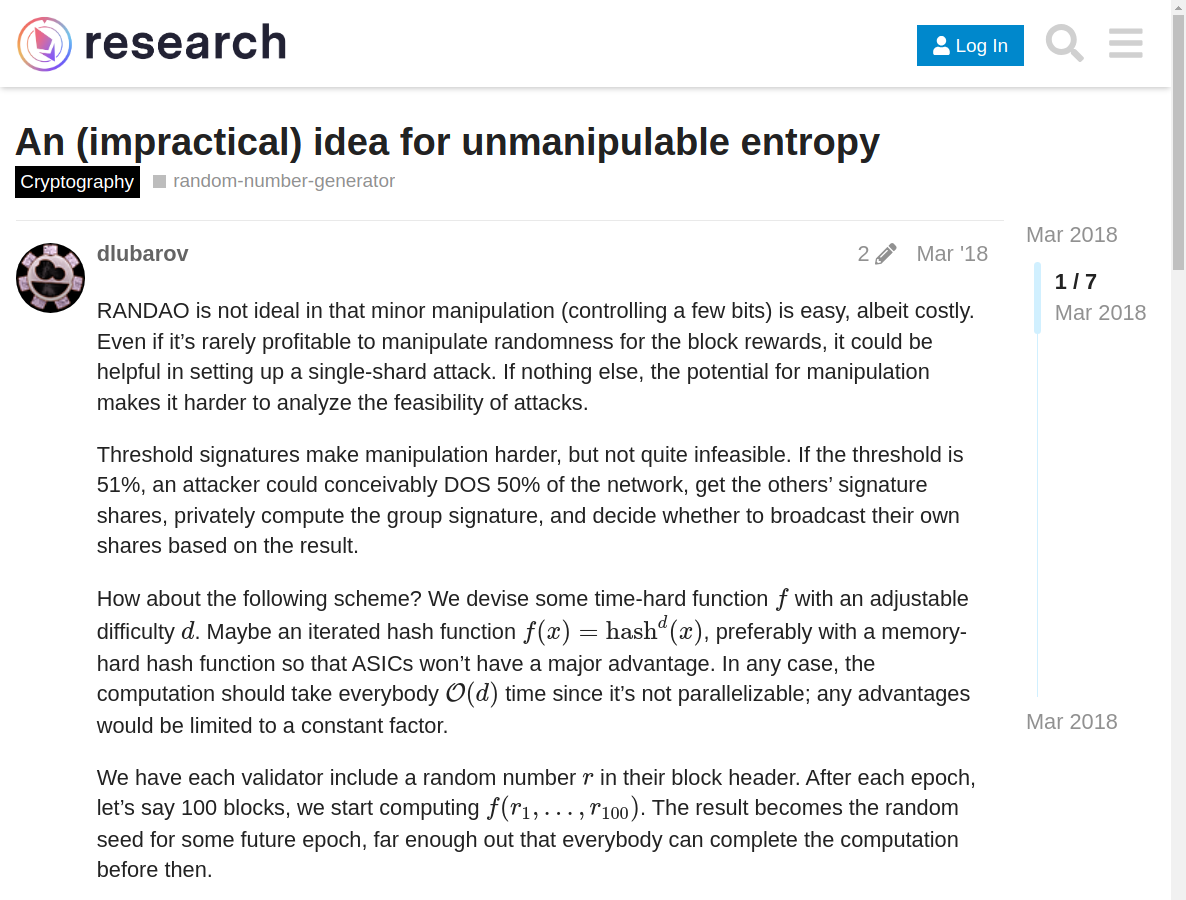 research
Log In
An (impractical) idea for unmanipulable entropy
Cryptography random-number-generator
dlubarov 2 Mar '18
RANDAO is not ideal in that minor manipulation (controlling a few bits) is easy, albeit costly.
Even if it’s rarely profitable to manipulate randomness for the block rewards, it could be
helpful in setting up a single-shard attack. If nothing else, the potential for manipulation
makes it harder to analyze the feasibility of attacks.
Threshold signatures make manipulation harder, but not quite infeasible. If the threshold is
51%, an attacker could conceivably DOS 50% of the network, get the others’ signature
shares, privately compute the group signature, and decide whether to broadcast their own
shares based on the result.
How about the following scheme? We devise some time-hard function f with an adjustable
difficulty d. Maybe an iterated hash function f(x) = hash^d(x), preferably with a memory-
hard hash function so that ASICs won’t have a major advantage. In any case, the
computation should take everybody 𝒪(d) time since it’s not parallelizable; any advantages
would be limited to a constant factor.
We have each validator include a random number r in their block header. After each epoch,
let’s say 100 blocks, we start computing f(r₁, . . . , r₁₀₀). The result becomes the random
seed for some future epoch, far enough out that everybody can complete the computation
before then.
Mar 2018
1 / 7
Mar 2018
Mar 2018